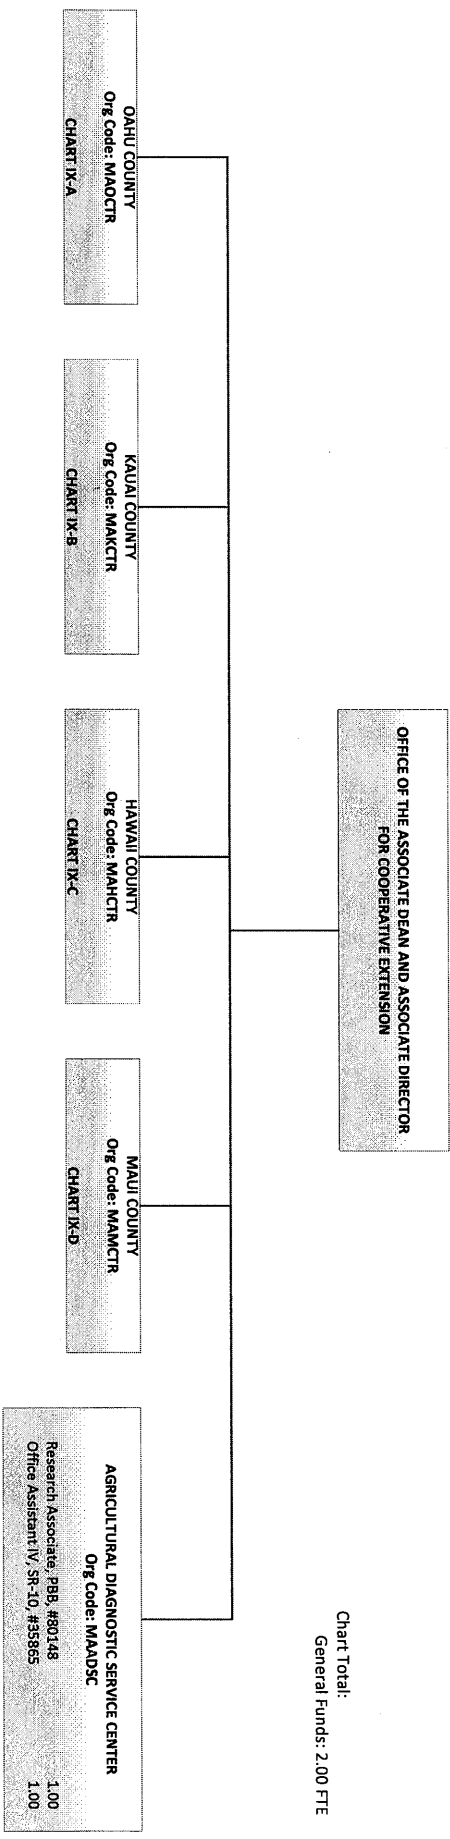 OFFICE OF THE ASSOCIATE DEAN AND ASSOCIATE DIRECTOR
FOR COOPERATIVE EXTENSION
Chart Total:
General Funds: 2.00 FTE
OAHU COUNTY
Org Code: MAOCTR
CHART IX-A
KAUAI COUNTY
Org Code: MAKCTR
CHART IX-B
HAWAII COUNTY
Org Code: MAHCTR
CHART IX-C
MAUI COUNTY
Org Code: MAMCTR
CHART IX-D
AGRICULTURAL DIAGNOSTIC SERVICE CENTER
Org Code: MAADSC
Research Associate, PBB, #80148 1.00
Office Assistant IV, SR-10, #35865 1.00